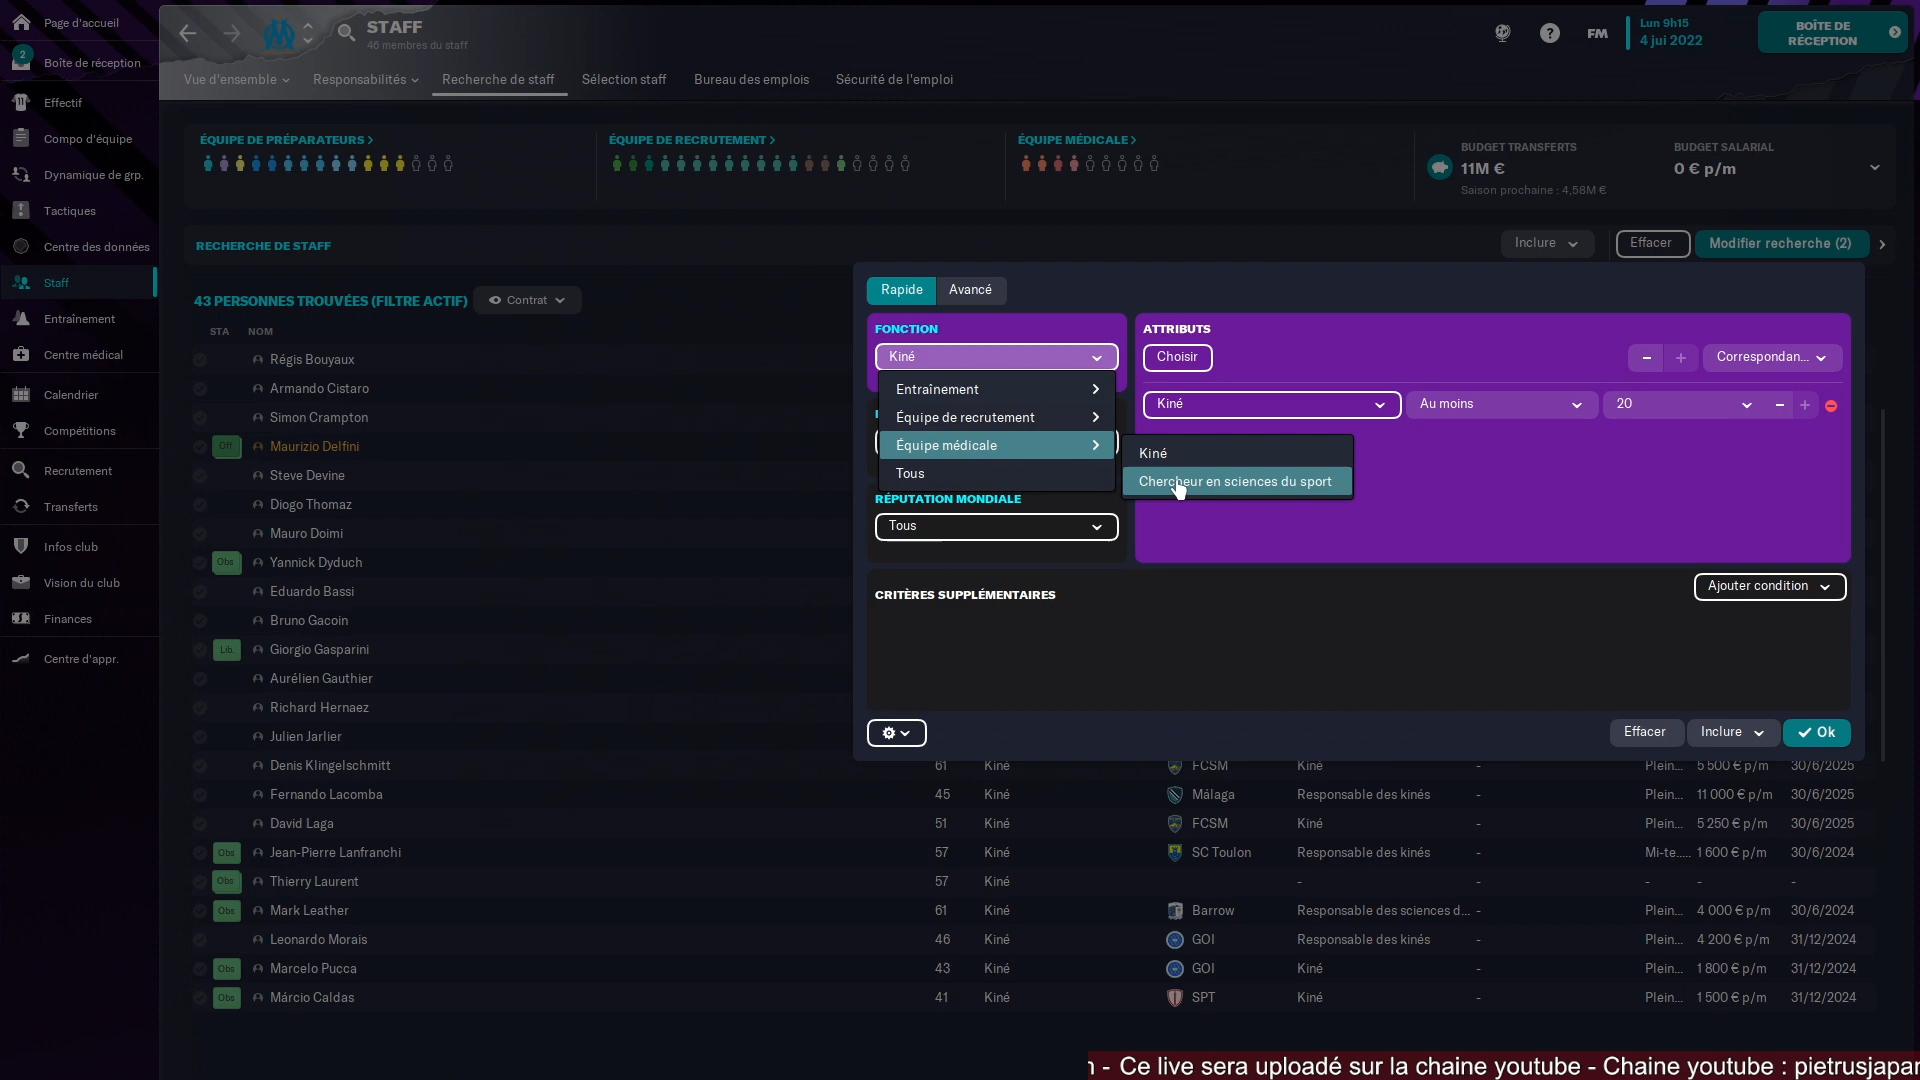 Page d'accueil
2
Boîte de réception
Effectif
Compo d'équipe
Dynamique de grp.
Tactiques
Centre des données
Staff
Entraînement
Centre médical
Calendrier
Compétitions
Recrutement
Transferts
Infos club
Vision du club
Finances
Centre d'appr.
STAFF
46 membres du staff
FM
Lun 9h15
4 jui 2022
BOÎTE DE
RÉCEPTION
Vue d'ensemble
Responsabilités
Recherche de staff
Sélection staff
Bureau des emplois
Sécurité de l'emploi
ÉQUIPE DE PRÉPARATEURS >
ÉQUIPE DE RECRUTEMENT >
ÉQUIPE MÉDICALE >
BUDGET TRANSFERTS
11M €
Saison prochaine : 4,58M €
BUDGET SALARIAL
0 € p/m
RECHERCHE DE STAFF
Inclure
Effacer
Modifier recherche (2)
43 PERSONNES TROUVÉES (FILTRE ACTIF)
Contrat
STA NOM
Régis Bouyaux
Armando Cistaro
Simon Crampton
Off Maurizio Delfini
Steve Devine
Diogo Thomaz
Mauro Doimi
Obs Yannick Dyduch
Eduardo Bassi
Bruno Gacoin
Lib. Giorgio Gasparini
Aurélien Gauthier
Richard Hernaez
Julien Jarlier
Denis Klingelschmitt 61 Kiné FCSM Kiné - Plein... 5 500 € p/m 30/6/2025
Fernando Lacomba 45 Kiné Málaga Responsable des kinés - Plein... 11 000 € p/m 30/6/2025
David Laga 51 Kiné FCSM Kiné - Plein... 5 250 € p/m 30/6/2025
Obs Jean-Pierre Lanfranchi 57 Kiné SC Toulon Responsable des kinés - Mi-te..... 1 600 € p/m 30/6/2024
Obs Thierry Laurent 57 Kiné - - - - -
Obs Mark Leather 61 Kiné Barrow Responsable des sciences d... - Plein... 4 000 € p/m 30/6/2024
Leonardo Morais 46 Kiné GOI Responsable des kinés - Plein... 4 200 € p/m 31/12/2024
Obs Marcelo Pucca 43 Kiné GOI Kiné - Plein... 1 800 € p/m 31/12/2024
Obs Márcio Caldas 41 Kiné SPT Kiné - Plein... 1 500 € p/m 31/12/2024
Rapide
Avancé
FONCTION
Kiné
Entraînement
Équipe de recrutement
Équipe médicale
Tous
Kiné
Chercheur en sciences du sport
RÉPUTATION MONDIALE
Tous
ATTRIBUTS
Choisir
Correspondan...
Kiné
Au moins
20
CRITÈRES SUPPLÉMENTAIRES
Ajouter condition
Effacer
Inclure
Ok
- Ce live sera uploadé sur la chaine youtube - Chaine youtube : pietrusjapan